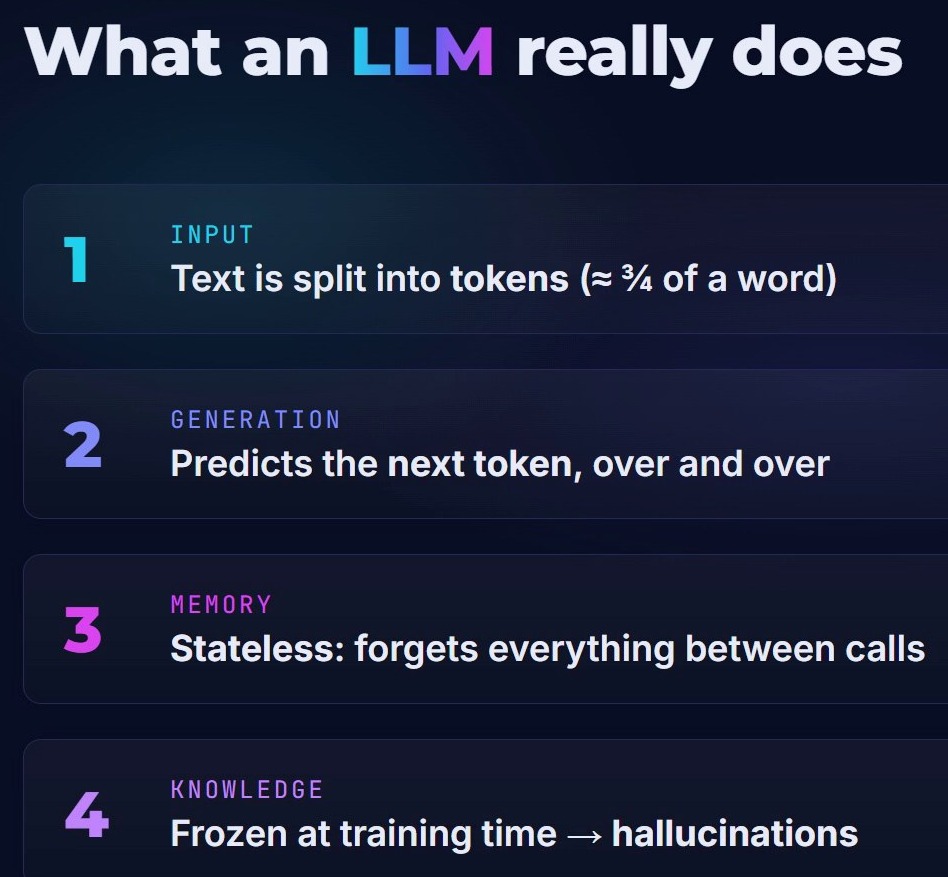 What an LLM really does
1
INPUT
Text is split into tokens (≈ ¾ of a word)
2
GENERATION
Predicts the next token, over and over
3
MEMORY
Stateless: forgets everything between calls
4
KNOWLEDGE
Frozen at training time → hallucinations